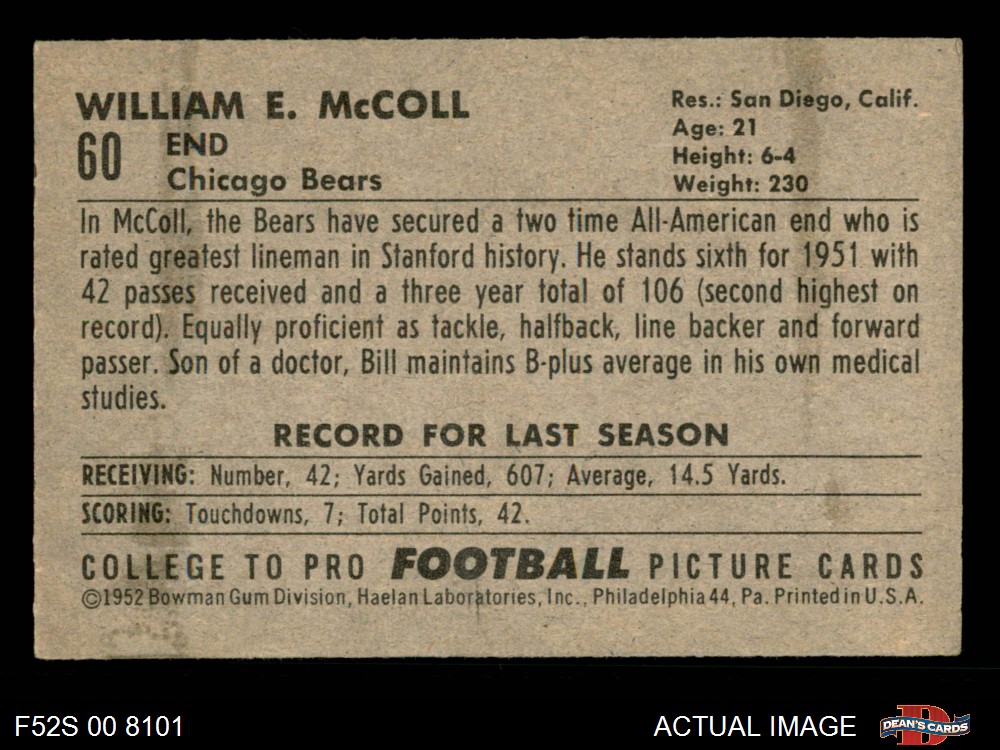 WILLIAM E. McCOLL
60
END
Chicago Bears
Res.: San Diego, Calif.
Age: 21
Height: 6-4
Weight: 230
In McColl, the Bears have secured a two time All-American end who is
rated greatest lineman in Stanford history. He stands sixth for 1951 with
42 passes received and a three year total of 106 (second highest on
record). Equally proficient as tackle, halfback, line backer and forward
passer. Son of a doctor, Bill maintains B-plus average in his own medical
studies.
RECORD FOR LAST SEASON
RECEIVING: Number, 42; Yards Gained, 607; Average, 14.5 Yards.
SCORING: Touchdowns, 7; Total Points, 42.
COLLEGE TO PRO FOOTBALL PICTURE CARDS
©1952 Bowman Gum Division, Haelan Laboratories, Inc., Philadelphia 44, Pa. Printed in U.S.A.
F52S 00 8101
ACTUAL IMAGE
D
DEAN'S CARDS